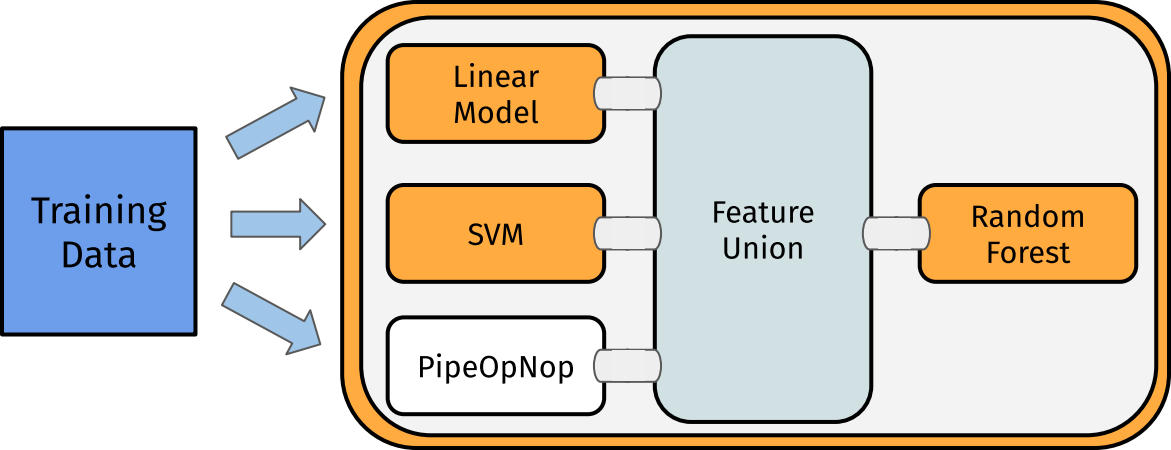 Training
Data
Linear
Model
SVM
PipeOpNop
Feature
Union
Random
Forest